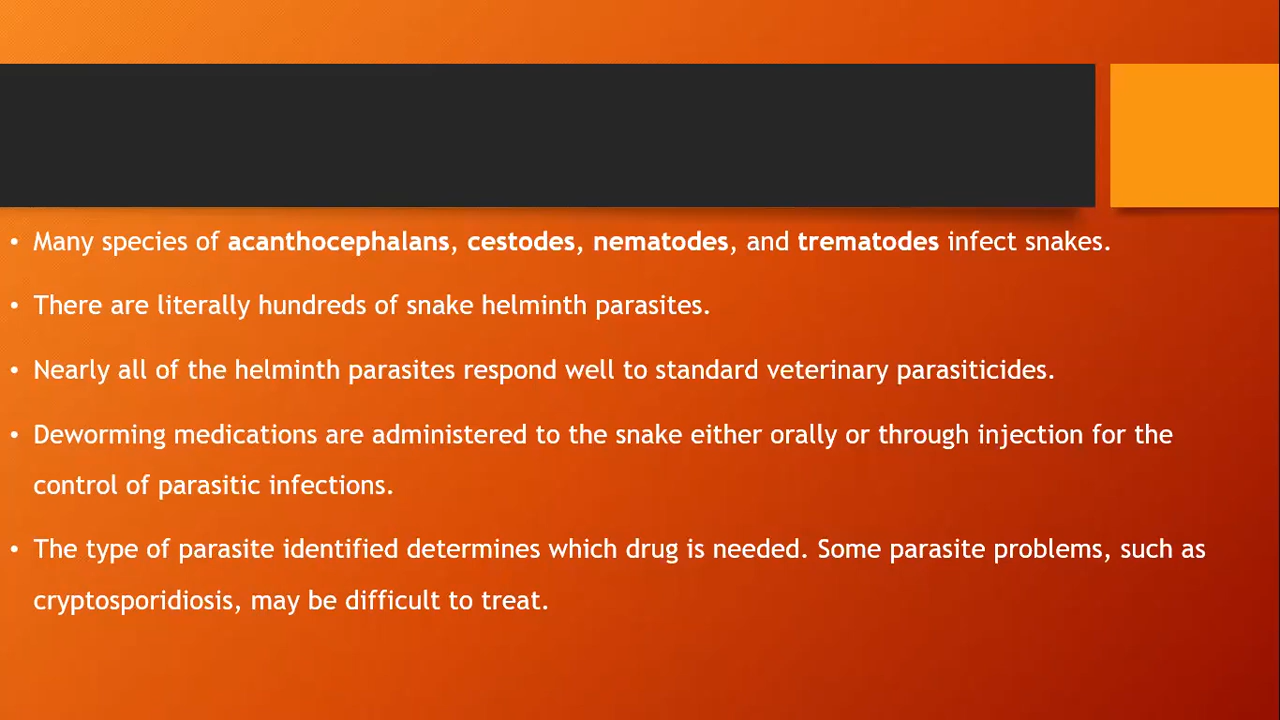 • Many species of acanthocephalans, cestodes, nematodes, and trematodes infect snakes.
• There are literally hundreds of snake helminth parasites.
• Nearly all of the helminth parasites respond well to standard veterinary parasiticides.
• Deworming medications are administered to the snake either orally or through injection for the
control of parasitic infections.
• The type of parasite identified determines which drug is needed. Some parasite problems, such as
cryptosporidiosis, may be difficult to treat.